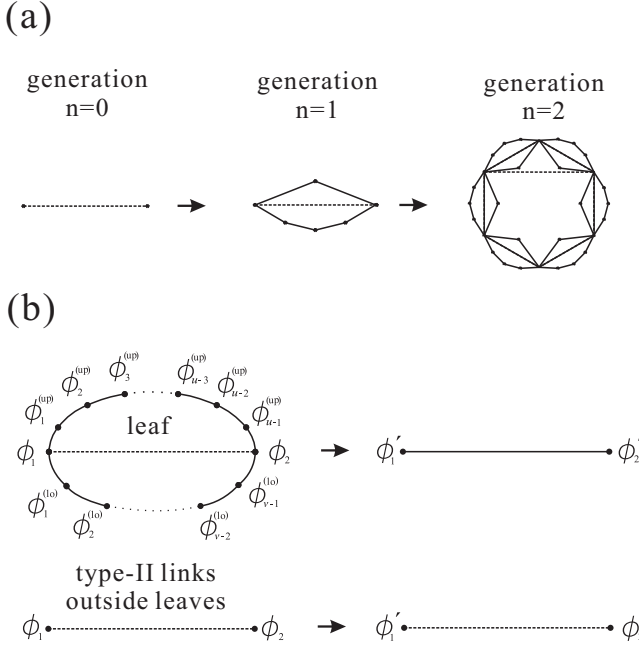 (a)
generation
n=0
generation
n=1
generation
n=2
(b)
ϕ₁^(up) ϕ₂^(up) ϕ₃^(up) ϕ_{u-3}^(up) ϕ_{u-2}^(up) ϕ_{u-1}^(up)
leaf
ϕ₁ ϕ₂ ϕ₁′ ϕ₂′
ϕ₁^(lo) ϕ₂^(lo) ϕ_{v-2}^(lo) ϕ_{v-1}^(lo)
type-II links
outside leaves
ϕ₁ ϕ₂ ϕ₁′